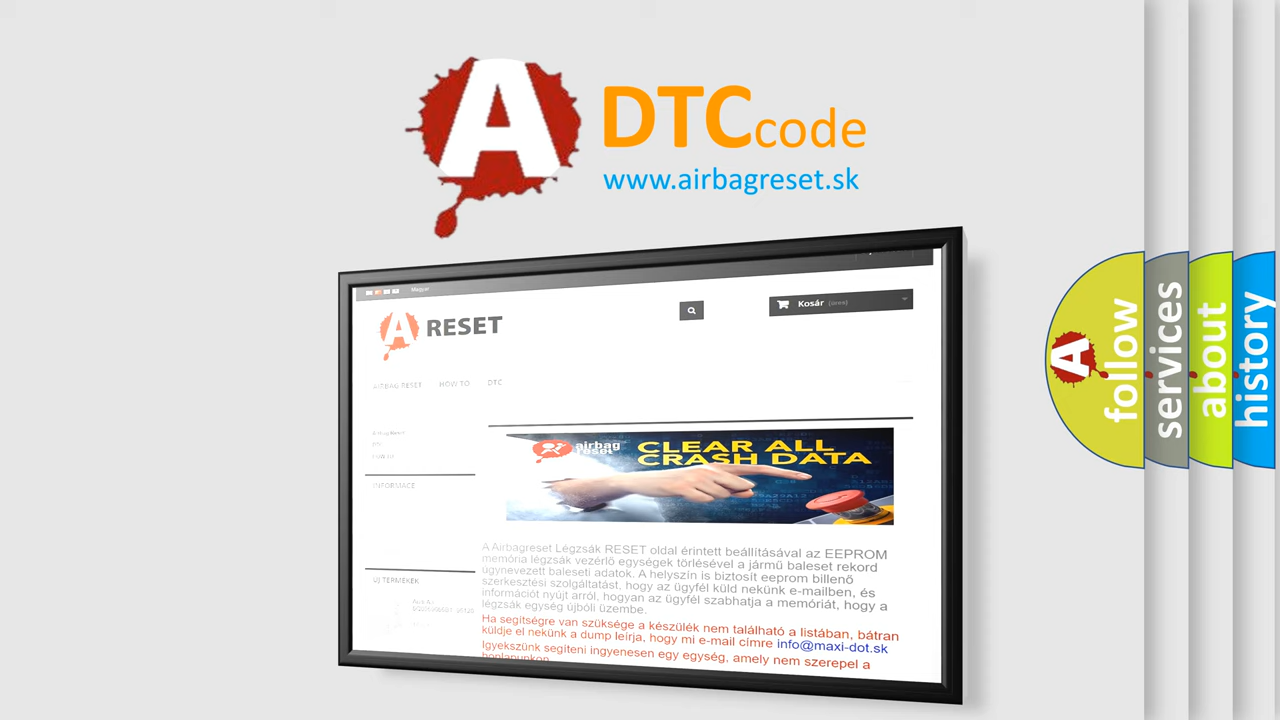 A
DTC code
www.airbagreset.sk
Magyar
A RESET
Kosár (üres)
AIRBAG RESET HOW TO DTC
INFORMACE
ÚJ TERMÉKEK
airbag
reset
CLEAR ALL
CRASH DATA
A Airbagreset Légzsák RESET oldal érintett beállításával az EEPROM
memória légzsák vezérlő egységek törlésével a jármű baleset rekord
úgynevezett baleseti adatok. A helyszín is biztosít eeprom billenő
szerkesztési szolgáltatást, hogy az ügyfél küld nekünk e-mailben, és
információt nyújt arról, hogyan az ügyfél szabhatja a memóriát, hogy a
légzsák egység újbóli üzembe.
Ha segítségre van szüksége a készülék nem található a listában, bátran
küldje el nekünk a dump leírja, hogy mi e-mail címre info@maxi-dot.sk
Igyekszünk segíteni ingyenesen egy egység, amely nem szerepel a
honlapunkon
A
follow
services
about
history